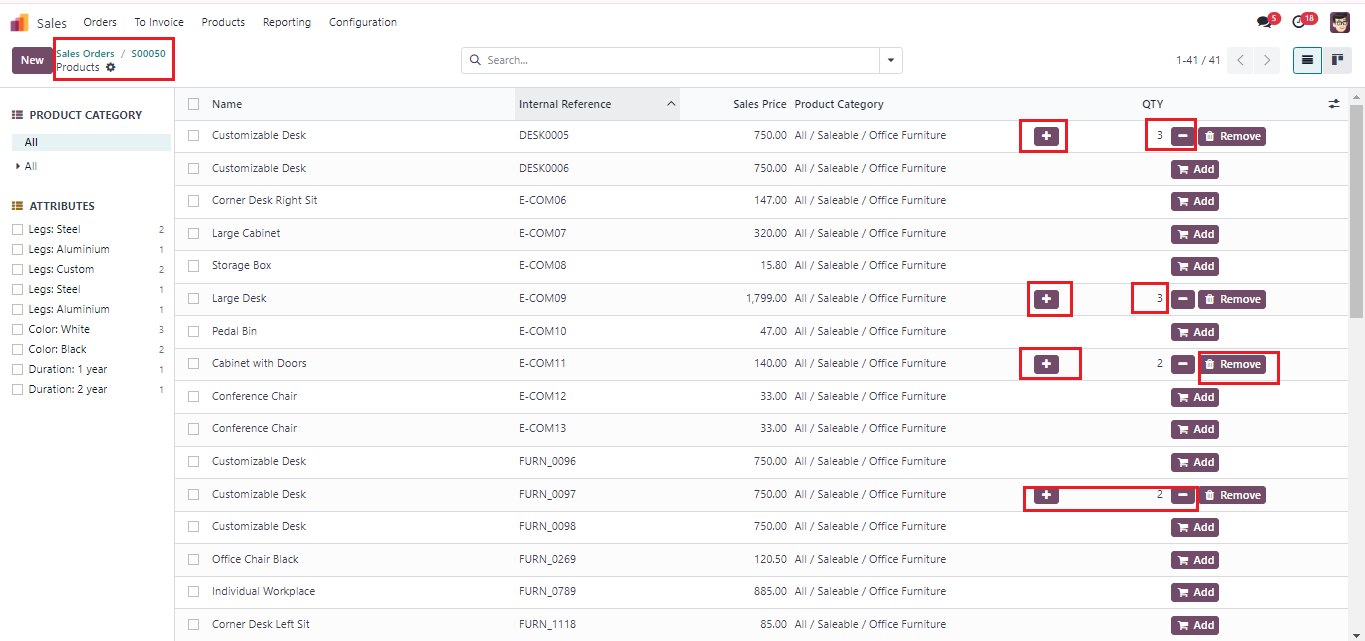 Sales Orders To Invoice Products Reporting Configuration 5 18
New Sales Orders / S00050 Search... 1-41 / 41
Products
PRODUCT CATEGORY
All
All
ATTRIBUTES
Legs: Steel 2
Legs: Aluminium 1
Legs: Custom 2
Legs: Steel 1
Legs: Aluminium 1
Color: White 3
Color: Black 2
Duration: 1 year 1
Duration: 2 year 1
Name Internal Reference Sales Price Product Category QTY
Customizable Desk DESK0005 750.00 All / Saleable / Office Furniture + 3 - Remove
Customizable Desk DESK0006 750.00 All / Saleable / Office Furniture Add
Corner Desk Right Sit E-COM06 147.00 All / Saleable / Office Furniture Add
Large Cabinet E-COM07 320.00 All / Saleable / Office Furniture Add
Storage Box E-COM08 15.80 All / Saleable / Office Furniture Add
Large Desk E-COM09 1,799.00 All / Saleable / Office Furniture + 3 - Remove
Pedal Bin E-COM10 47.00 All / Saleable / Office Furniture Add
Cabinet with Doors E-COM11 140.00 All / Saleable / Office Furniture + 2 - Remove
Conference Chair E-COM12 33.00 All / Saleable / Office Furniture Add
Conference Chair E-COM13 33.00 All / Saleable / Office Furniture Add
Customizable Desk FURN_0096 750.00 All / Saleable / Office Furniture Add
Customizable Desk FURN_0097 750.00 All / Saleable / Office Furniture + 2 - Remove
Customizable Desk FURN_0098 750.00 All / Saleable / Office Furniture Add
Office Chair Black FURN_0269 120.50 All / Saleable / Office Furniture Add
Individual Workplace FURN_0789 885.00 All / Saleable / Office Furniture Add
Corner Desk Left Sit FURN_1118 85.00 All / Saleable / Office Furniture Add